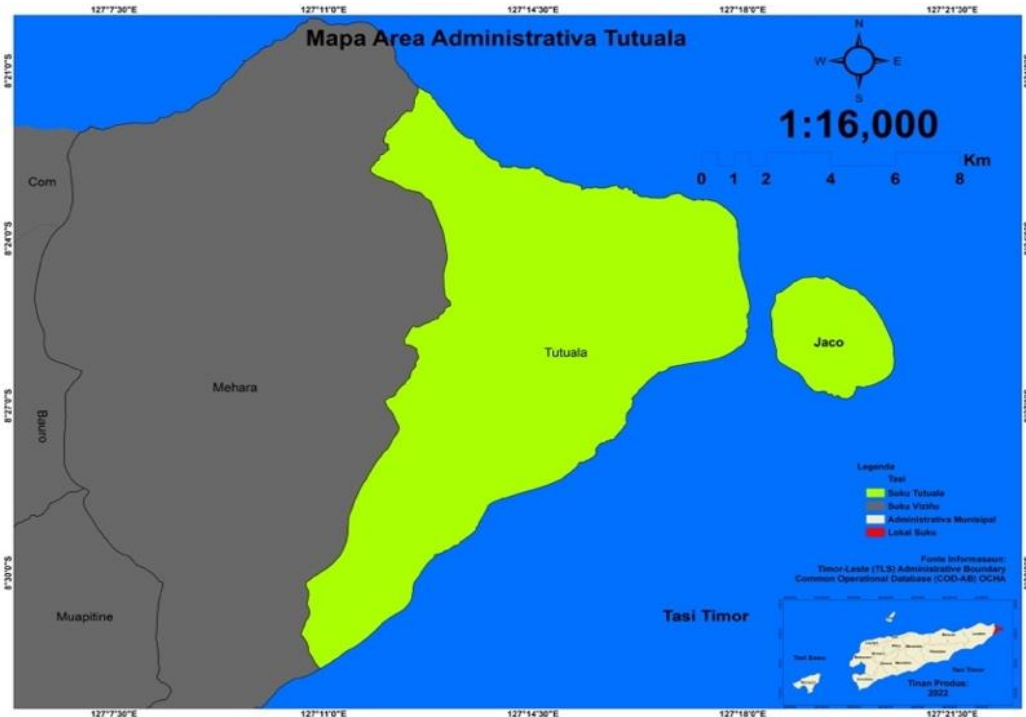 127°7'30"E 127°11'0"E 127°14'30"E 127°18'0"E 127°21'30"E
Mapa Area Administrativa Tutuala
N
W E
S
1:16,000
Km
0 1 2 4 6 8
8°21'0"S
8°24'0"S
8°27'0"S
8°30'0"S
Com
Mehara
Bauro
Muapitine
Tutuala
Jaco
Legenda
Tasi
Suku Tutuala
Suku Viziñu
Administrativa Munisipal
Lokal Suku
Fonte Informasaun:
Timor-Leste (TLS) Administrative Boundary
Common Operational Database (COD-AB) OCHA
Tasi Timor
Tasi Timor
Tinan Produs:
2022
127°7'30"E 127°11'0"E 127°14'30"E 127°18'0"E 127°21'30"E